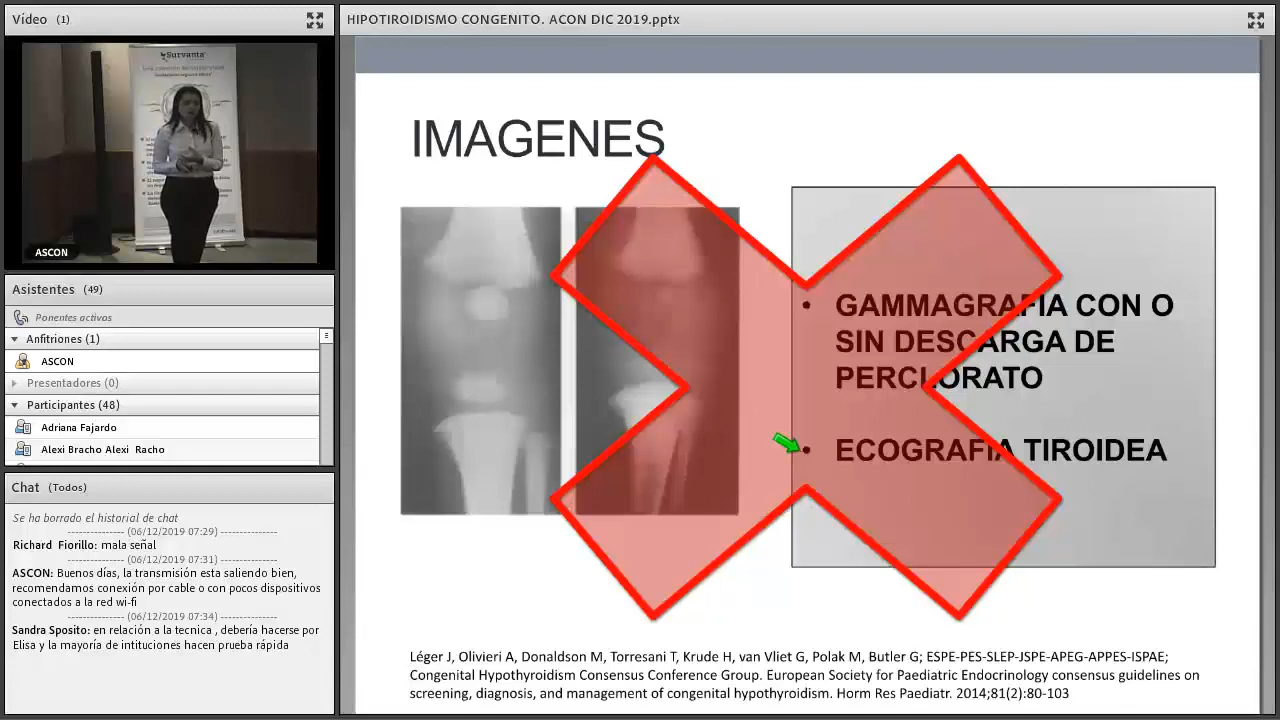 Vídeo (1)
Survanta
ASCON
Asistentes (49)
Ponentes activos
Anfitriones (1)
ASCON
Presentadores (0)
Participantes (48)
Adriana Fajardo
Alexi Bracho Alexi Racho
Chat (Todos)
Se ha borrado el historial de chat
--------------- (06/12/2019 07:29) ---------------
Richard Fiorillo: mala señal
--------------- (06/12/2019 07:31) ---------------
ASCON: Buenos días, la transmisión esta saliendo bien,
recomendamos conexión por cable o con pocos dispositivos
conectados a la red wi-fi
--------------- (06/12/2019 07:34) ---------------
Sandra Sposito: en relación a la tecnica , debería hacerse por
Elisa y la mayoría de intituciones hacen prueba rápida
HIPOTIROIDISMO CONGENITO. ACON DIC 2019.pptx
IMAGENES
• GAMMAGRAFIA CON O
SIN DESCARGA DE
PERCLORATO
• ECOGRAFIA TIROIDEA
Léger J, Olivieri A, Donaldson M, Torresani T, Krude H, van Vliet G, Polak M, Butler G; ESPE-PES-SLEP-JSPE-APEG-APPES-ISPAE;
Congenital Hypothyroidism Consensus Conference Group. European Society for Paediatric Endocrinology consensus guidelines on
screening, diagnosis, and management of congenital hypothyroidism. Horm Res Paediatr. 2014;81(2):80-103